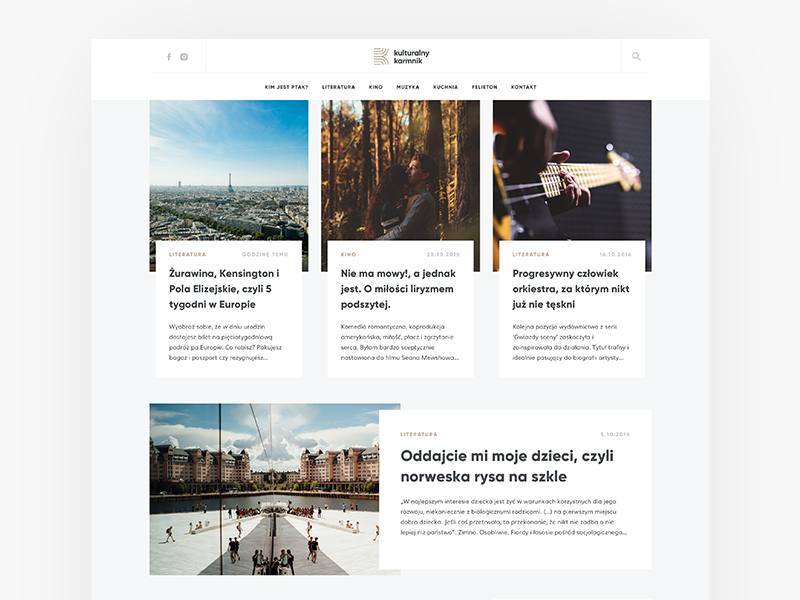 kulturalny
karmnik
KIM JEST PTAK? LITERATURA KINO MUZYKA KUCHNIA FELIETON KONTAKT
LITERATURA GODZINĘ TEMU
Żurawina, Kensington i
Pola Elizejskie, czyli 5
tygodni w Europie
Wyobraź sobie, że w dniu urodzin
dostajesz bilet na pięciotygodniową
podróż po Europie. Co robisz? Pakujesz
bagaż i paszport czy rezygnujesz...
KINO 20.10.2016
Nie ma mowy!, a jednak
jest. O miłości liryzmem
podszytej.
Komedia romantyczna, koprodukcja
amerykańska, miłość, płacz i zgrzytanie
serca. Byłam bardzo sceptycznie
nastawiona do filmu Seana Mewshawa...
LITERATURA 16.10.2016
Progresywny człowiek
orkiestra, za którym nikt
już nie tęskni
Kolejna pozycja wydawnictwa z serii
'Gwiazdy sceny' zaskoczyła i
zainspirowała do działania. Tytuł trafny i
idealnie pasujący do biografii artysty...
LITERATURA 5.10.2016
Oddajcie mi moje dzieci, czyli
norweska rysa na szkle
„W najlepszym interesie dziecka jest żyć w warunkach korzystnych dla jego
rozwoju, niekoniecznie z biologicznymi rodzicami. (...) na pierwszym miejscu
dobro dziecka. Jeśli coś przetrwało, to przekonanie, że nikt nie zadba o nie
lepiej niż państwo". Zimno. Osobliwie. Fiordy i łososie pośród socjologicznego...